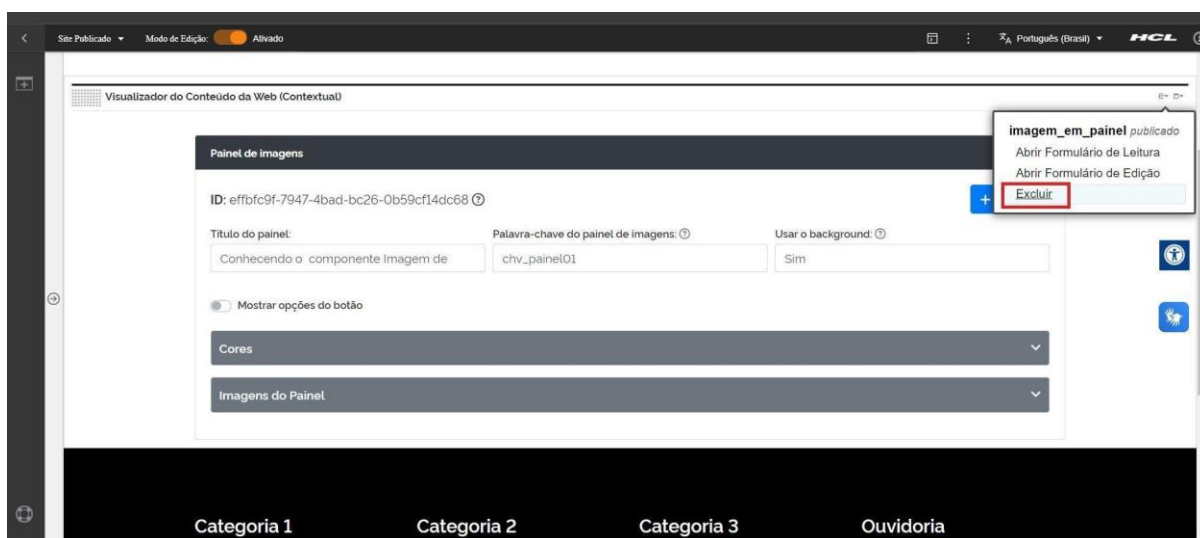 Site Publicado Modo de Edição: Ativado Português (Brasil) HCL
Visualizador do Conteúdo da Web (Contextual)
imagem_em_painel publicado
Abrir Formulário de Leitura
Abrir Formulário de Edição
Excluir
Painel de imagens
ID: effbfc9f-7947-4bad-bc26-0b59cf14dc68
+
Título do painel: Palavra-chave do painel de imagens: Usar o background:
Conhecendo o componente Imagem de chv_painel01 Sim
Mostrar opções do botão
Cores
Imagens do Painel
Categoria 1 Categoria 2 Categoria 3 Ouvidoria